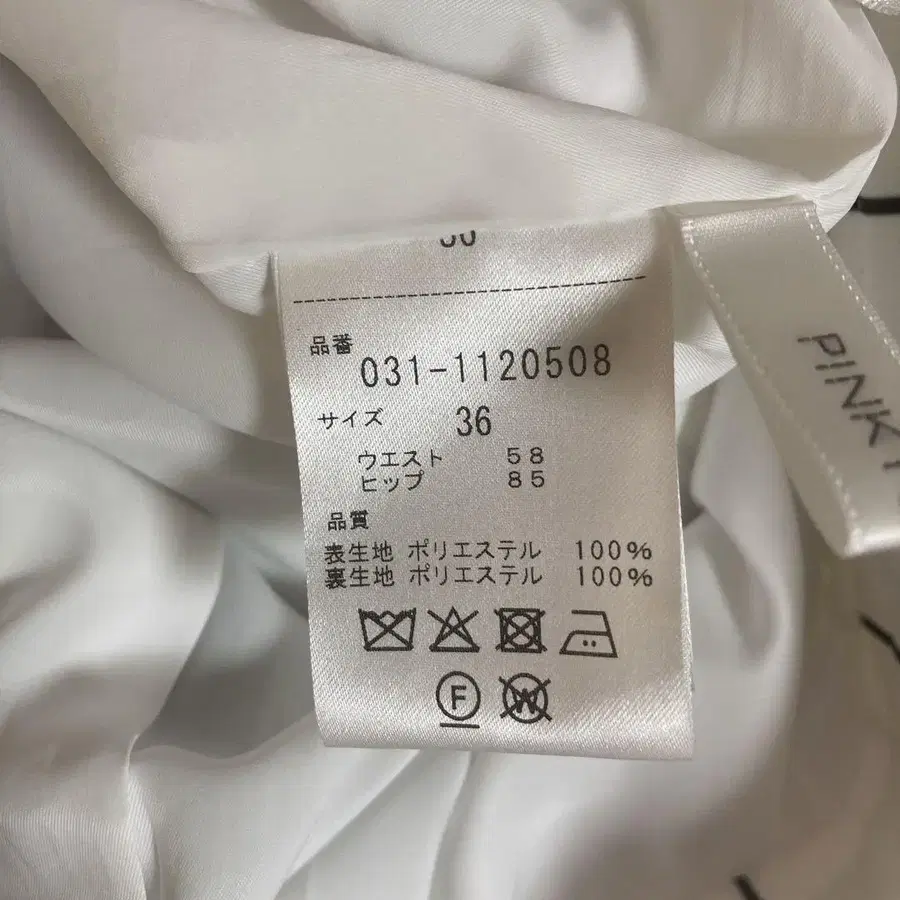 品番
031-1120508
サイズ 36
ウエスト 58
ヒップ 85
品質
表生地 ポリエステル 100%
裏生地 ポリエステル 100%
F
W
PINKY